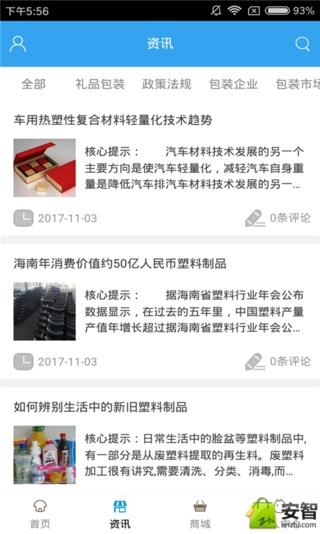 下午5:56
93%
资讯
全部
礼品包装
政策法规
包装企业
包装市场
车用热塑性复合材料轻量化技术趋势
核心提示： 汽车材料技术发展的另一个
主要方向是使汽车轻量化，减轻汽车自身重
量是降低汽车排汽车材料技术发展的另一...
2017-11-03
0条评论
海南年消费价值约50亿人民币塑料制品
核心提示： 据海南省塑料行业年会公布
数据显示，在过去的五年里，中国塑料产量
产值年增长超过据海南省塑料行业年会公...
2017-11-03
0条评论
如何辨别生活中的新旧塑料制品
核心提示：日常生活中的脸盆等塑料制品中,
有一部分是从废塑料提取的再生料。废塑料
加工很有讲究,需要清洗、分类、消毒,而...
首页
资讯
商城
安智
anzhi.com